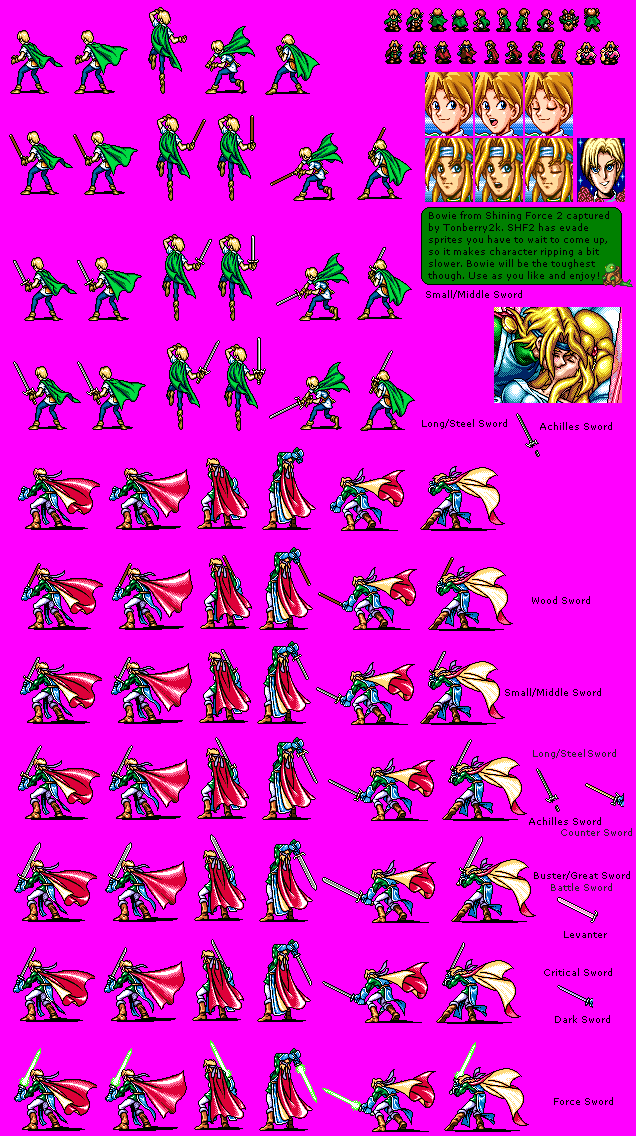 Bowie from Shining Force 2 captured
by Tonberry2k. SHF2 has evade
sprites you have to wait to come up,
so it makes character ripping a bit
slower. Bowie will be the toughest
though. Use as you like and enjoy!
Small/Middle Sword
Long/Steel Sword
Achilles Sword
Wood Sword
Small/Middle Sword
Long/Steel Sword
Achilles Sword
Counter Sword
Buster/Great Sword
Battle Sword
Levanter
Critical Sword
Dark Sword
Force Sword